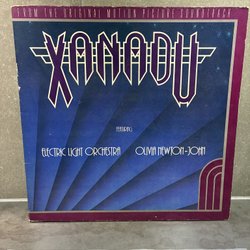 FROM THE ORIGINAL MOTION PICTURE SOUNDTRACK
XANADU
FEATURING
ELECTRIC LIGHT ORCHESTRA OLIVIA NEWTON-JOHN